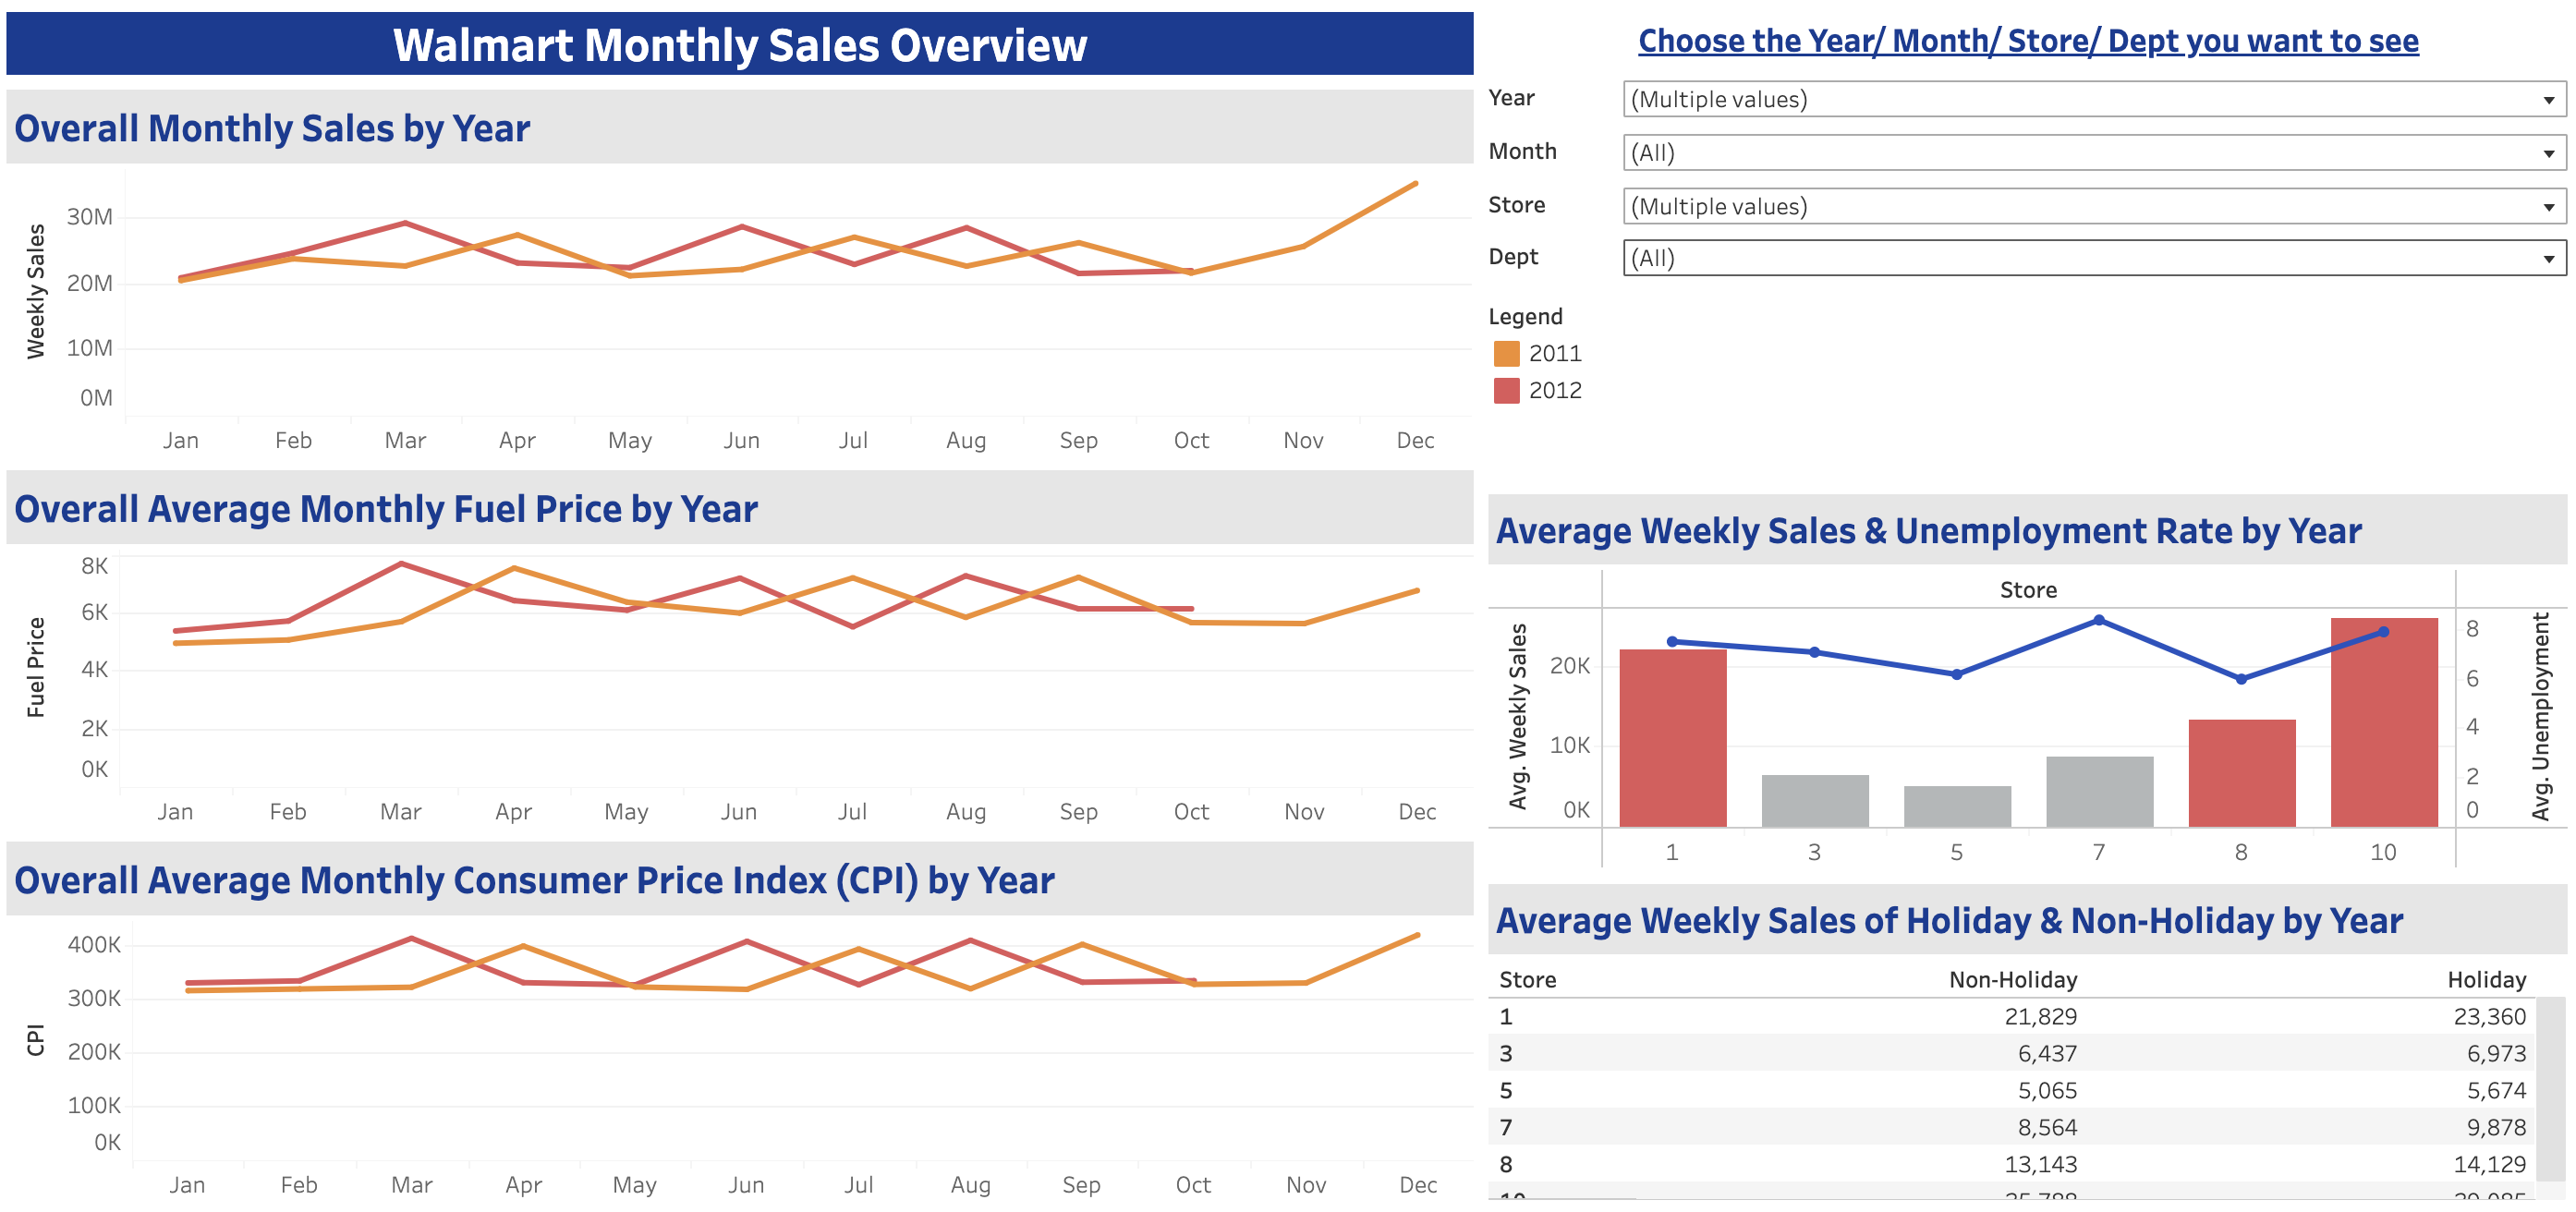 Walmart Monthly Sales Overview
Overall Monthly Sales by Year
Weekly Sales
30M
20M
10M
0M
Jan Feb Mar Apr May Jun Jul Aug Sep Oct Nov Dec
Overall Average Monthly Fuel Price by Year
Fuel Price
8K
6K
4K
2K
0K
Jan Feb Mar Apr May Jun Jul Aug Sep Oct Nov Dec
Overall Average Monthly Consumer Price Index (CPI) by Year
CPI
400K
300K
200K
100K
0K
Jan Feb Mar Apr May Jun Jul Aug Sep Oct Nov Dec
Choose the Year/ Month/ Store/ Dept you want to see
Year (Multiple values)
Month (All)
Store (Multiple values)
Dept (All)
Legend
2011
2012
Average Weekly Sales & Unemployment Rate by Year
Store
Avg. Weekly Sales
20K
10K
0K
8
6
4
2
0
Avg. Unemployment
1 3 5 7 8 10
Average Weekly Sales of Holiday & Non-Holiday by Year
Store Non-Holiday Holiday
1 21,829 23,360
3 6,437 6,973
5 5,065 5,674
7 8,564 9,878
8 13,143 14,129